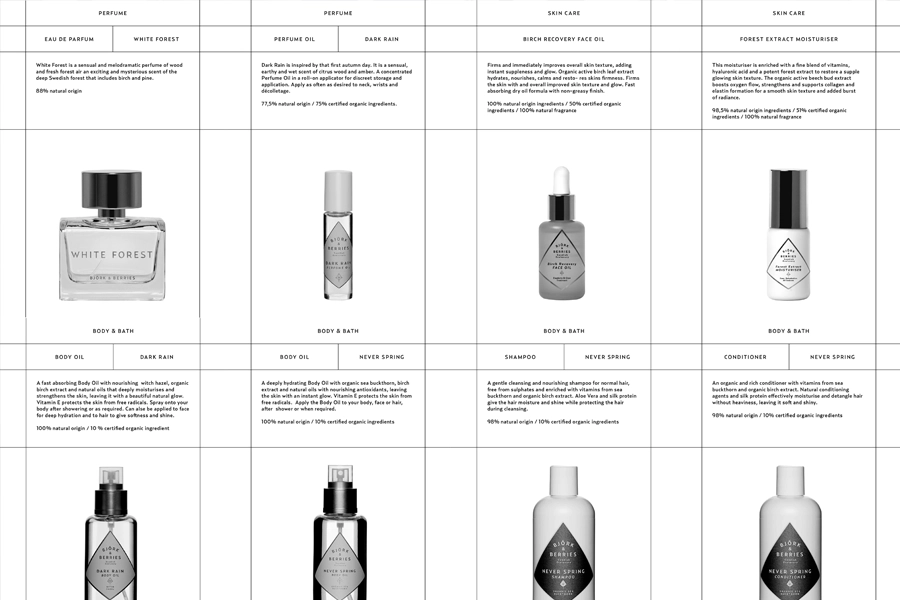 PERFUME
EAU DE PARFUM
WHITE FOREST
White Forest is a sensual and melodramatic perfume of wood
and fresh forest air an exciting and mysterious scent of the
deep Swedish forest that includes birch and pine.
88% natural origin
WHITE FOREST
BJÖRK & BERRIES
PERFUME
PERFUME OIL
DARK RAIN
Dark Rain is inspired by that first autumn day. It is a sensual,
earthy and wet scent of citrus wood and amber. A concentrated
Perfume Oil in a roll-on applicator for discreet storage and
application. Apply as often as desired to neck, wrists and
décolletage.
77,5% natural origin / 75% certified organic ingredients.
BJÖRK
&
BERRIES
DARK RAIN
PERFUME OIL
SKIN CARE
BIRCH RECOVERY FACE OIL
Firms and immediately improves overall skin texture, adding
instant suppleness and glow. Organic active birch leaf extract
hydrates, nourishes, calms and resto- res skins firmness. Firms
the skin with and overall improved skin texture and glow. Fast
absorbing dry oil formula with non-greasy finish.
100% natural origin ingredients / 50% certified organic
ingredients / 100% natural fragrance
BJÖRK
&
BERRIES
Birch Recovery
FACE OIL
SKIN CARE
FOREST EXTRACT MOISTURISER
This moisturiser is enriched with a fine blend of vitamins,
hyaluronic acid and a potent forest extract to restore a supple
glowing skin texture. The organic active beech bud extract
boosts oxygen flow, strengthens and supports collagen and
elastin formation for a smooth skin texture and added burst
of radiance.
98,5% natural origin ingredients / 51% certified organic
ingredients / 100% natural fragrance
BJÖRK
&
BERRIES
Forest Extract
MOISTURISER
BODY & BATH
BODY OIL
DARK RAIN
A fast absorbing Body Oil with nourishing witch hazel, organic
birch extract and natural oils that deeply moisturises and
strengthens the skin, leaving it with a beautiful natural glow.
Vitamin E protects the skin from free radicals. Spray onto your
body after showering or as required. Can also be applied to face
for deep hydration and to hair to give softness and shine.
100% natural origin / 10 % certified organic ingredient
BJÖRK
&
BERRIES
DARK RAIN
BODY OIL
BODY & BATH
BODY OIL
NEVER SPRING
A deeply hydrating Body Oil with organic sea buckthorn, birch
extract and natural oils with nourishing antioxidants, leaving
the skin with an instant glow. Vitamin E protects the skin from
free radicals. Apply the Body Oil to your body, face or hair,
after shower or when required.
100% natural origin / 10% certified organic ingredients
BJÖRK
&
BERRIES
NEVER SPRING
BODY OIL
BODY & BATH
SHAMPOO
NEVER SPRING
A gentle cleansing and nourishing shampoo for normal hair,
free from sulphates and enriched with vitamins from sea
buckthorn and organic birch extract. Aloe Vera and silk protein
give the hair moisture and shine while protecting the hair
during cleansing.
98% natural origin / 10% certified organic ingredients
BJÖRK
&
BERRIES
NEVER SPRING
SHAMPOO
BODY & BATH
CONDITIONER
NEVER SPRING
An organic and rich conditioner with vitamins from sea
buckthorn and organic birch extract. Natural conditioning
agents and silk protein effectively moisturise and detangle hair
without heaviness, leaving it soft and shiny.
98% natural origin / 10% certified organic ingredients
BJÖRK
&
BERRIES
NEVER SPRING
CONDITIONER